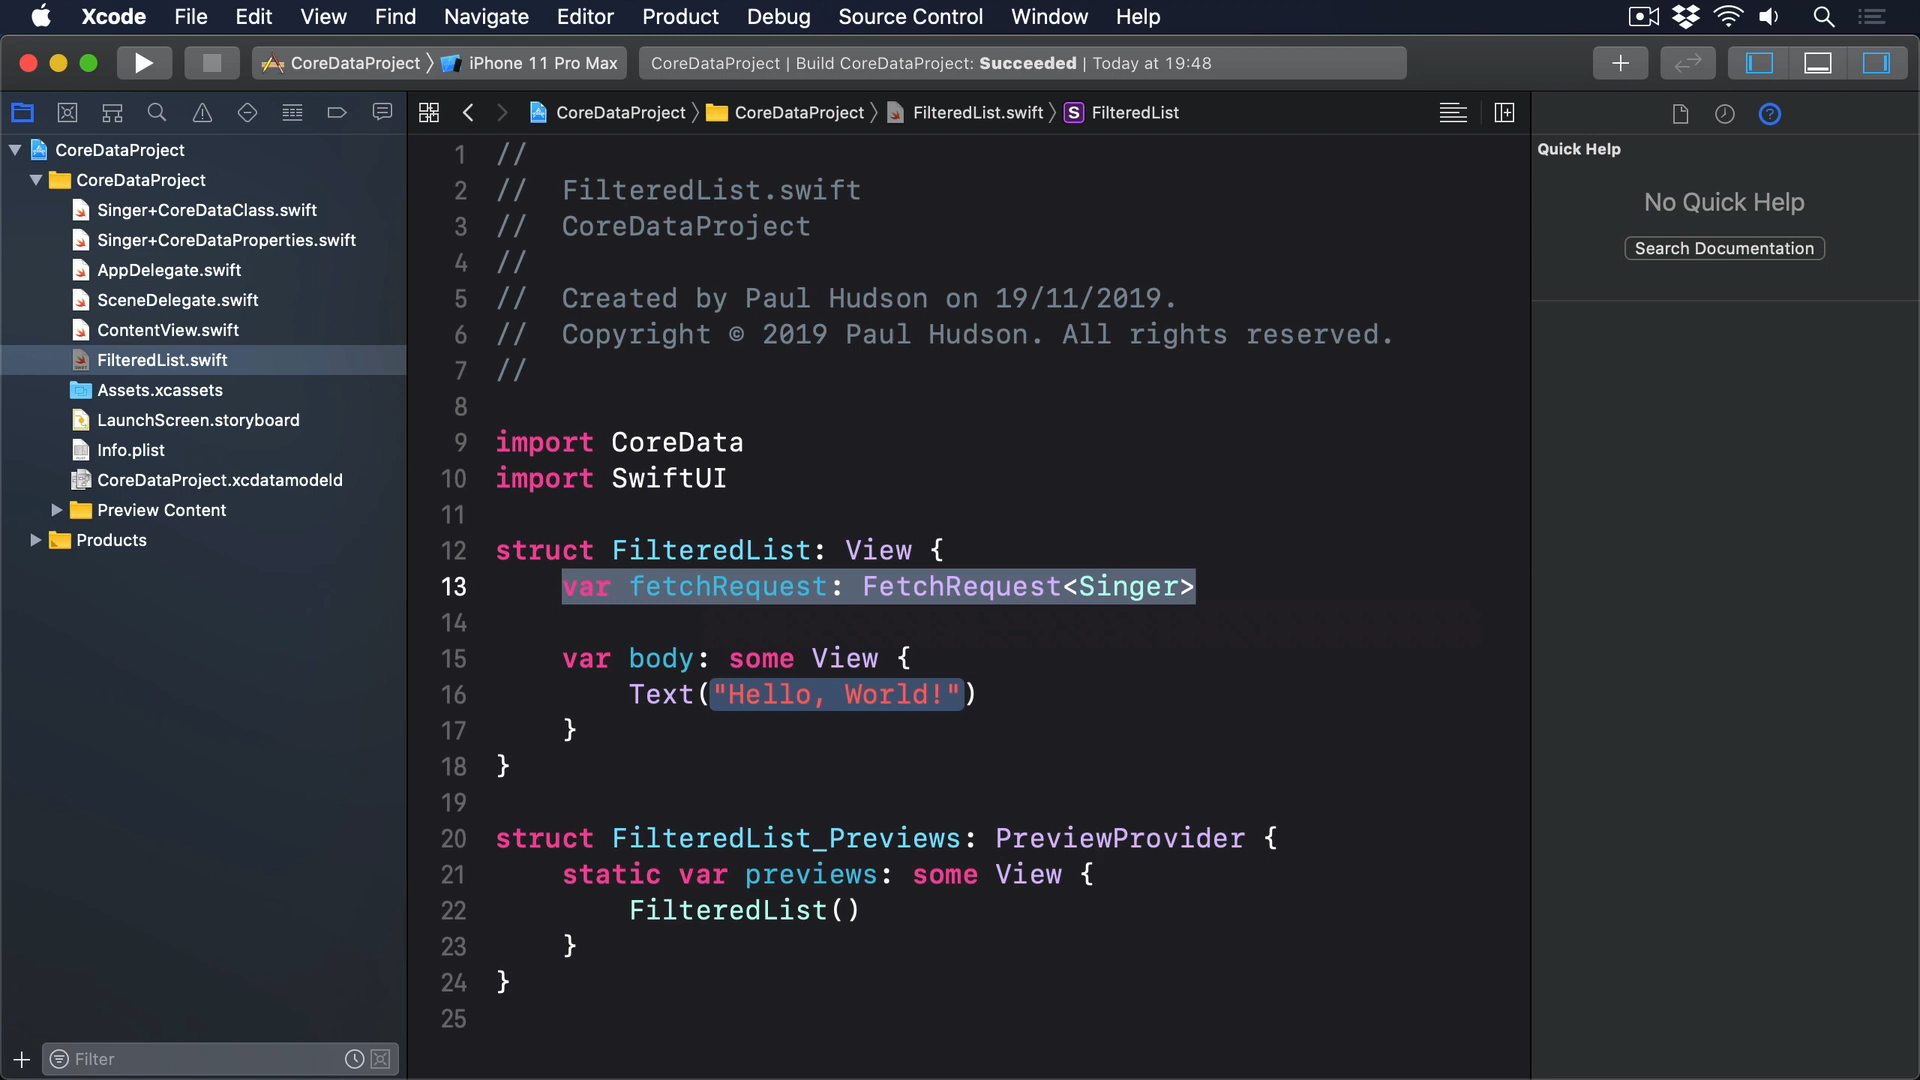 Xcode File Edit View Find Navigate Editor Product Debug Source Control Window Help
CoreDataProject iPhone 11 Pro Max
CoreDataProject | Build CoreDataProject: Succeeded | Today at 19:48
CoreDataProject CoreDataProject FilteredList.swift S FilteredList
CoreDataProject
CoreDataProject
Singer+CoreDataClass.swift
Singer+CoreDataProperties.swift
AppDelegate.swift
SceneDelegate.swift
ContentView.swift
FilteredList.swift
Assets.xcassets
LaunchScreen.storyboard
Info.plist
CoreDataProject.xcdatamodeld
Preview Content
Products
Filter
1 //
2 //  FilteredList.swift
3 //  CoreDataProject
4 //
5 //  Created by Paul Hudson on 19/11/2019.
6 //  Copyright © 2019 Paul Hudson. All rights reserved.
7 //
8
9 import CoreData
10 import SwiftUI
11
12 struct FilteredList: View {
13     var fetchRequest: FetchRequest<Singer>
14
15     var body: some View {
16         Text("Hello, World!")
17     }
18 }
19
20 struct FilteredList_Previews: PreviewProvider {
21     static var previews: some View {
22         FilteredList()
23     }
24 }
25
Quick Help
No Quick Help
Search Documentation